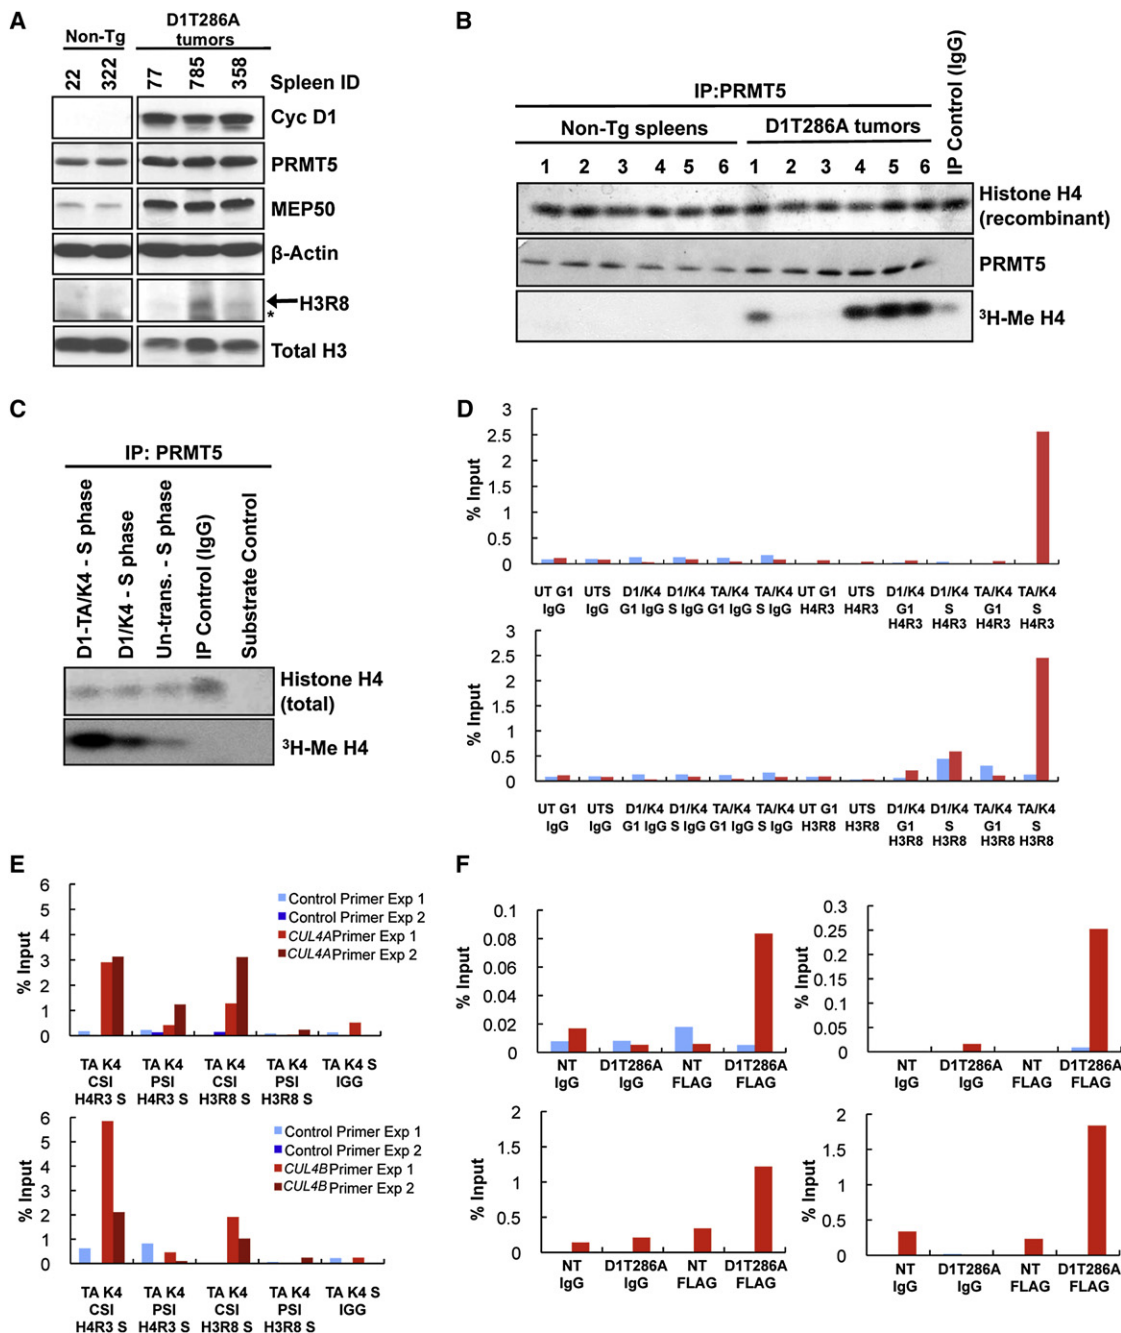 A
Non-Tg
D1T286A
tumors
22
322
77
785
358
Spleen ID
Cyc D1
PRMT5
MEP50
β-Actin
H3R8
*
Total H3
B
IP:PRMT5
Non-Tg spleens
D1T286A tumors
IP Control (IgG)
1 2 3 4 5 6 1 2 3 4 5 6
Histone H4
(recombinant)
PRMT5
³H-Me H4
C
IP: PRMT5
D1-TA/K4 - S phase
D1/K4 - S phase
Un-trans. - S phase
IP Control (IgG)
Substrate Control
Histone H4
(total)
³H-Me H4
D
3
2.5
2
1.5
1
0.5
0
% Input
UT G1 UTS D1/K4 D1/K4 TA/K4 TA/K4 UT G1 UTS D1/K4 D1/K4 TA/K4 TA/K4
IgG IgG G1 IgG S IgG G1 IgG S IgG H4R3 H4R3 G1 S G1 S
H4R3 H4R3 H4R3 H4R3
3
2.5
2
1.5
1
0.5
0
% Input
UT G1 UTS D1/K4 D1/K4 TA/K4 TA/K4 UT G1 UTS D1/K4 D1/K4 TA/K4 TA/K4
IgG IgG G1 IgG S IgG G1 IgG S IgG H3R8 H3R8 G1 S G1 S
H3R8 H3R8 H3R8 H3R8
E
6
5
4
3
2
1
0
% Input
Control Primer Exp 1
Control Primer Exp 2
CUL4A Primer Exp 1
CUL4A Primer Exp 2
TA K4 TA K4 TA K4 TA K4 TA K4 S
CSI PSI CSI PSI IGG
H4R3 S H4R3 S H3R8 S H3R8 S
6
5
4
3
2
1
0
% Input
Control Primer Exp 1
Control Primer Exp 2
CUL4B Primer Exp 1
CUL4B Primer Exp 2
TA K4 TA K4 TA K4 TA K4 TA K4 S
CSI PSI CSI PSI IGG
H4R3 S H4R3 S H3R8 S H3R8 S
F
0.1
0.08
0.06
0.04
0.02
0
% Input
NT D1T286A NT D1T286A
IgG IgG FLAG FLAG
0.3
0.25
0.2
0.15
0.1
0.05
0
% Input
NT D1T286A NT D1T286A
IgG IgG FLAG FLAG
2
1.5
1
0.5
0
% Input
NT D1T286A NT D1T286A
IgG IgG FLAG FLAG
2
1.5
1
0.5
0
% Input
NT D1T286A NT D1T286A
IgG IgG FLAG FLAG